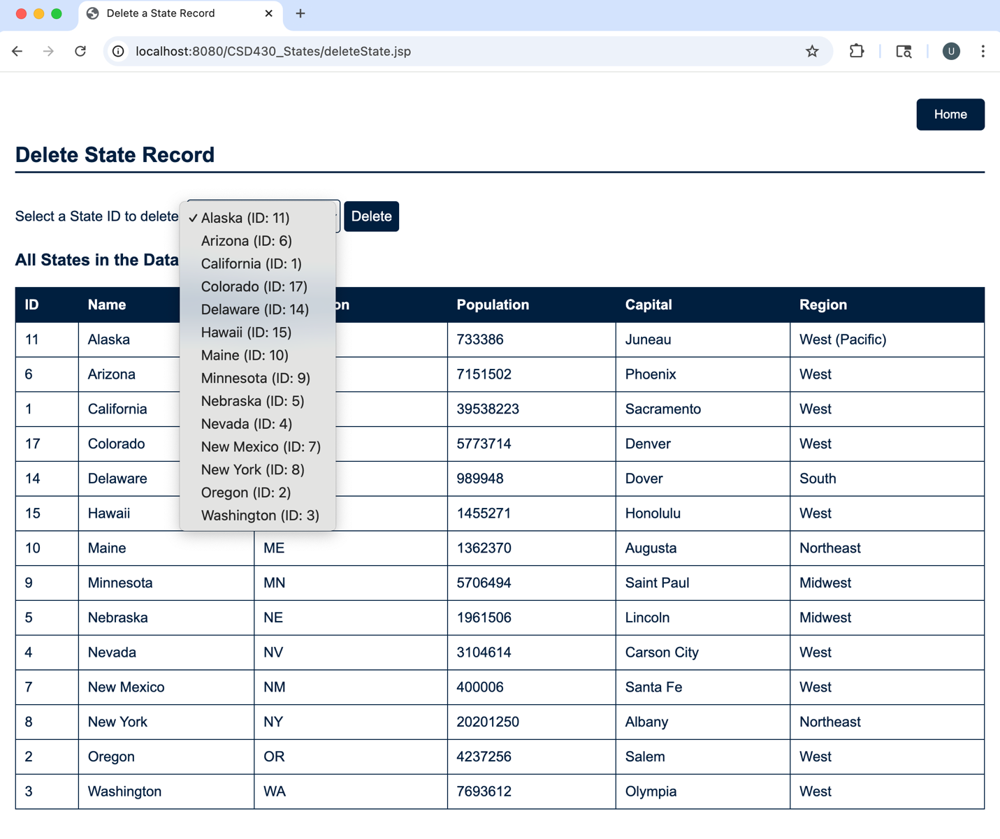 Delete a State Record
localhost:8080/CSD430_States/deleteState.jsp
U
Home
Delete State Record
Select a State ID to delete
Delete
✓ Alaska (ID: 11)
Arizona (ID: 6)
California (ID: 1)
Colorado (ID: 17)
Delaware (ID: 14)
Hawaii (ID: 15)
Maine (ID: 10)
Minnesota (ID: 9)
Nebraska (ID: 5)
Nevada (ID: 4)
New Mexico (ID: 7)
New York (ID: 8)
Oregon (ID: 2)
Washington (ID: 3)
All States in the Data
ID Name on Population Capital Region
11 Alaska 733386 Juneau West (Pacific)
6 Arizona 7151502 Phoenix West
1 California 39538223 Sacramento West
17 Colorado 5773714 Denver West
14 Delaware 989948 Dover South
15 Hawaii 1455271 Honolulu West
10 Maine ME 1362370 Augusta Northeast
9 Minnesota MN 5706494 Saint Paul Midwest
5 Nebraska NE 1961506 Lincoln Midwest
4 Nevada NV 3104614 Carson City West
7 New Mexico NM 400006 Santa Fe West
8 New York NY 20201250 Albany Northeast
2 Oregon OR 4237256 Salem West
3 Washington WA 7693612 Olympia West